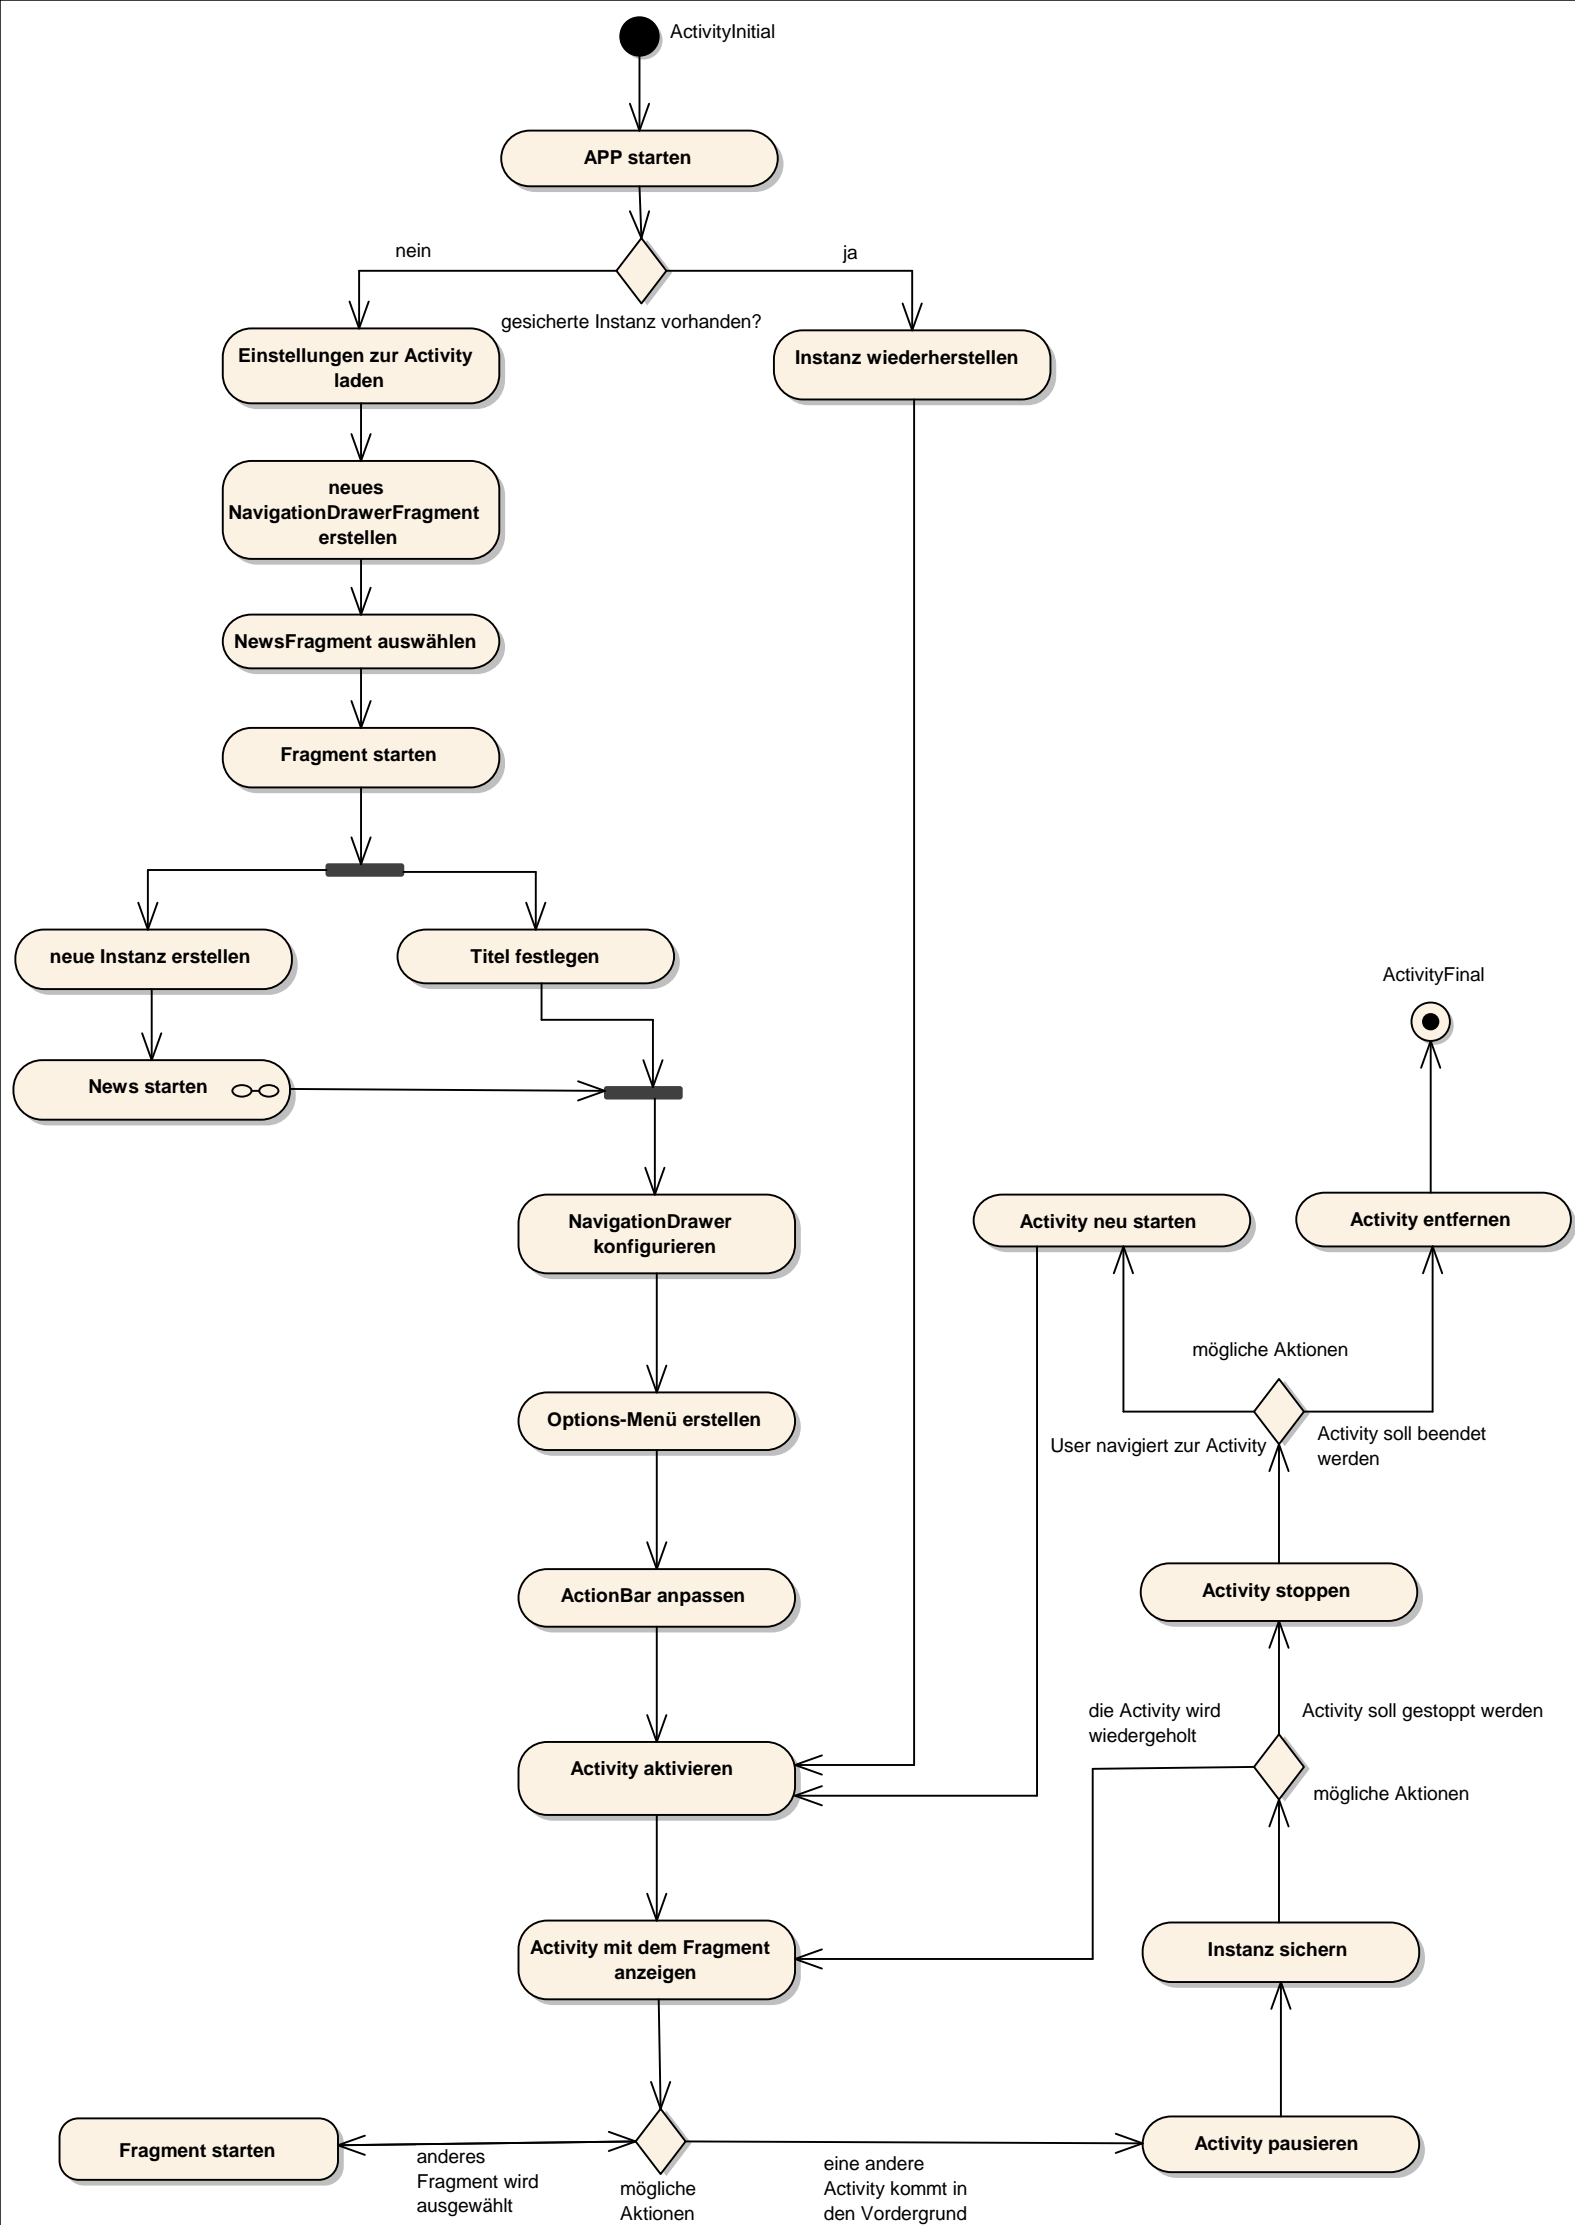 ActivityInitial
APP starten
nein
ja
gesicherte Instanz vorhanden?
Einstellungen zur Activity
laden
Instanz wiederherstellen
neues
NavigationDrawerFragment
erstellen
NewsFragment auswählen
Fragment starten
neue Instanz erstellen
Titel festlegen
ActivityFinal
News starten
NavigationDrawer
konfigurieren
Activity neu starten
Activity entfernen
mögliche Aktionen
Options-Menü erstellen
User navigiert zur Activity
Activity soll beendet
werden
ActionBar anpassen
Activity stoppen
die Activity wird
wiedergeholt
Activity soll gestoppt werden
Activity aktivieren
mögliche Aktionen
Activity mit dem Fragment
anzeigen
Instanz sichern
Fragment starten
anderes
Fragment wird
ausgewählt
mögliche
Aktionen
eine andere
Activity kommt in
den Vordergrund
Activity pausieren